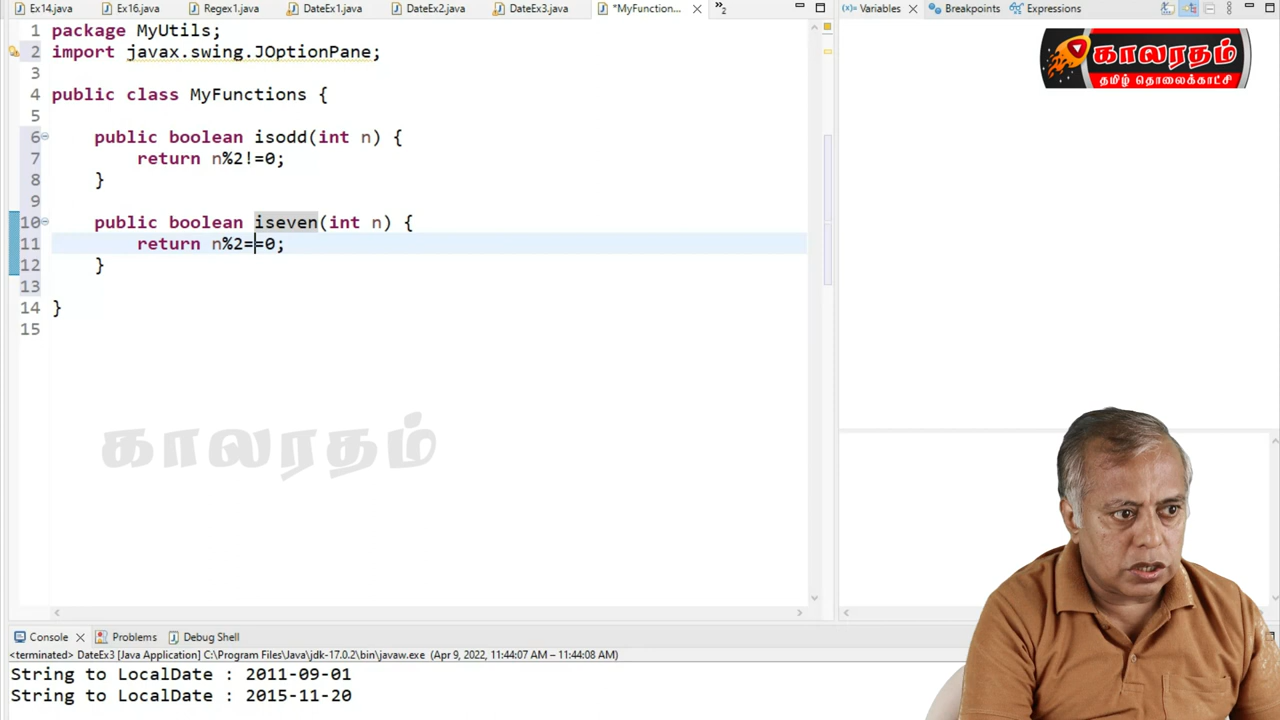 Ex14.java Ex16.java Regex1.java DateEx1.java DateEx2.java DateEx3.java *MyFunction... »2
Variables Breakpoints Expressions
காலரதம்
தமிழ் தொலைக்காட்சி
1 package MyUtils;
2 import javax.swing.JOptionPane;
3
4 public class MyFunctions {
5
6 public boolean isodd(int n) {
7 return n%2!=0;
8 }
9
10 public boolean iseven(int n) {
11 return n%2==0;
12 }
13
14 }
15
காலரதம்
Console Problems Debug Shell
<terminated> DateEx3 [Java Application] C:\Program Files\Java\jdk-17.0.2\bin\javaw.exe (Apr 9, 2022, 11:44:07 AM – 11:44:08 AM)
String to LocalDate : 2011-09-01
String to LocalDate : 2015-11-20